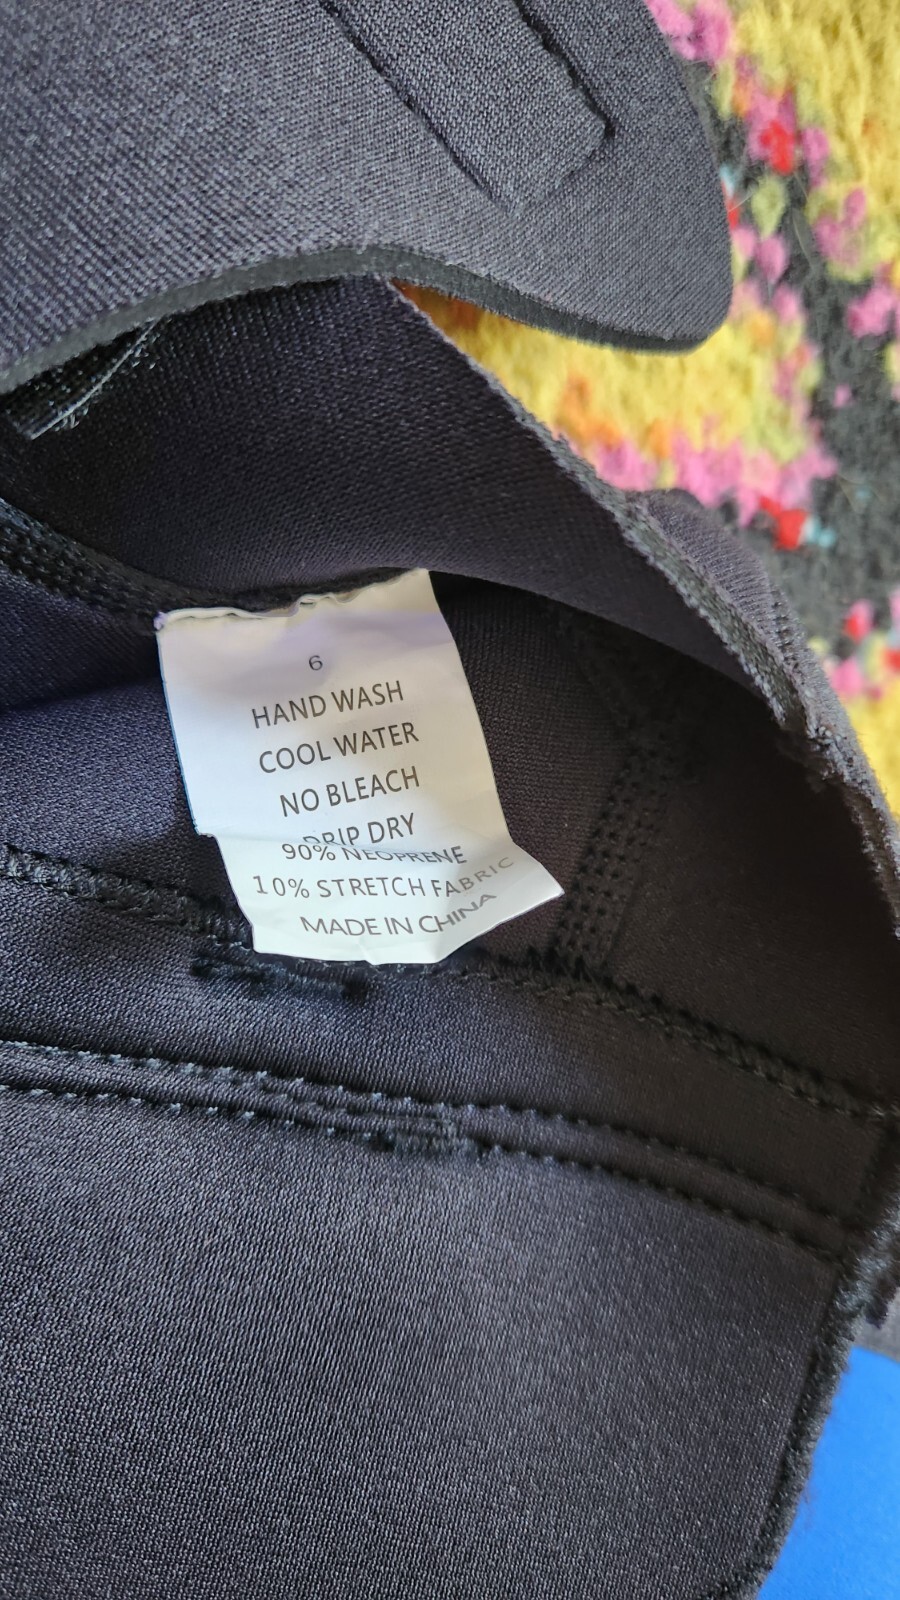 6
HAND WASH
COOL WATER
NO BLEACH
DRIP DRY
90% NEOPRENE
10% STRETCH FABRIC
MADE IN CHINA